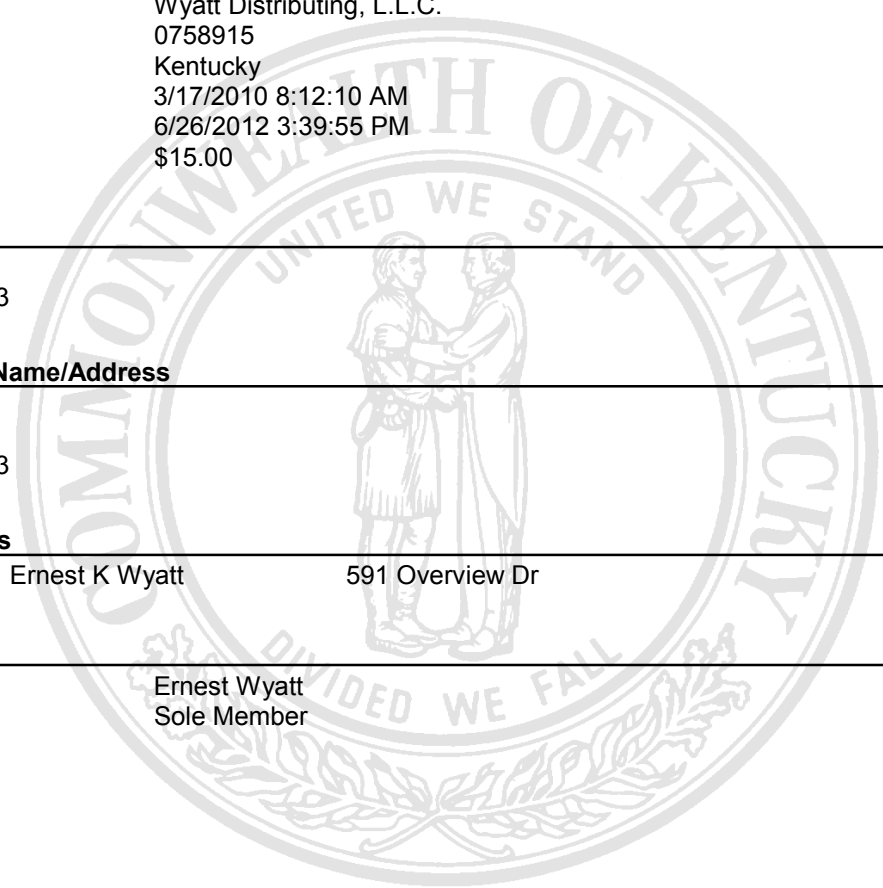 Wyatt Distributing, L.L.C.
0758915
Kentucky
3/17/2010 8:12:10 AM
6/26/2012 3:39:55 PM
$15.00
3
Name/Address
3
s
Ernest K Wyatt 591 Overview Dr
Ernest Wyatt
Sole Member
COMMONWEALTH OF KENTUCKY
UNITED WE STAND
DIVIDED WE FALL